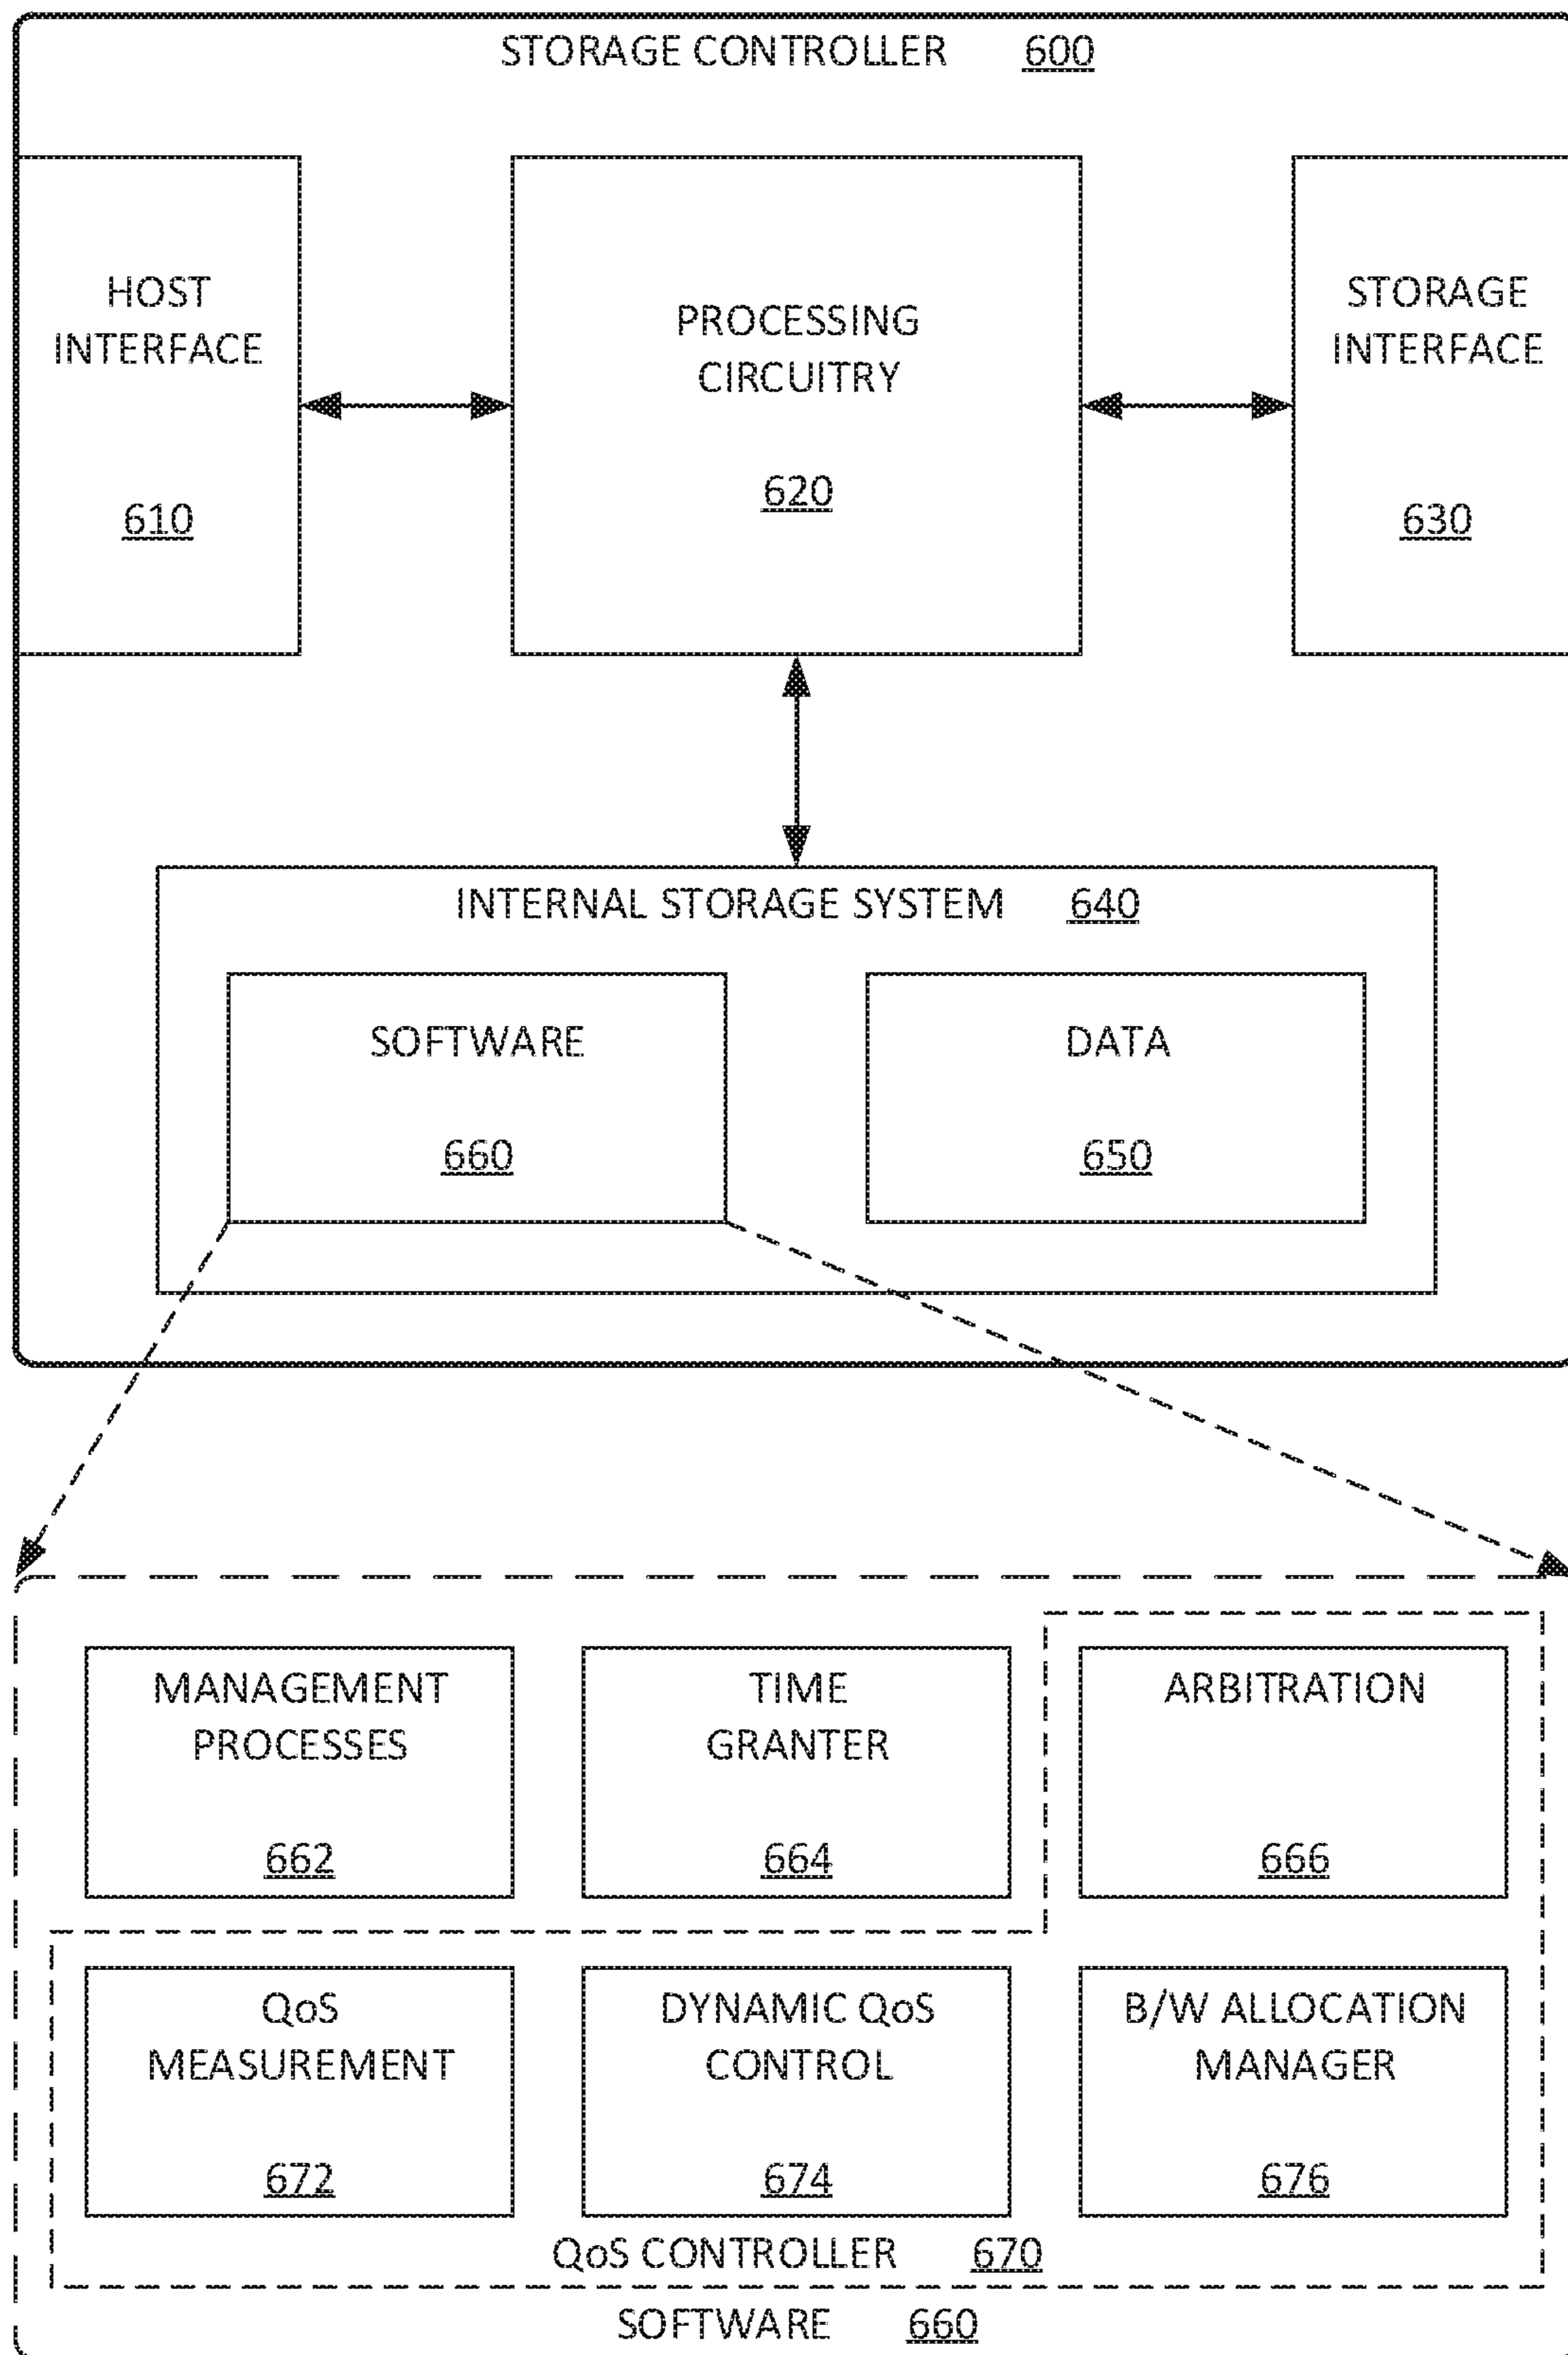 STORAGE CONTROLLER 600
HOST
INTERFACE
610
PROCESSING
CIRCUITRY
620
STORAGE
INTERFACE
630
INTERNAL STORAGE SYSTEM 640
SOFTWARE
660
DATA
650
MANAGEMENT
PROCESSES
662
TIME
GRANTER
664
ARBITRATION
666
QoS
MEASUREMENT
672
DYNAMIC QoS
CONTROL
674
B/W ALLOCATION
MANAGER
676
QoS CONTROLLER 670
SOFTWARE 660